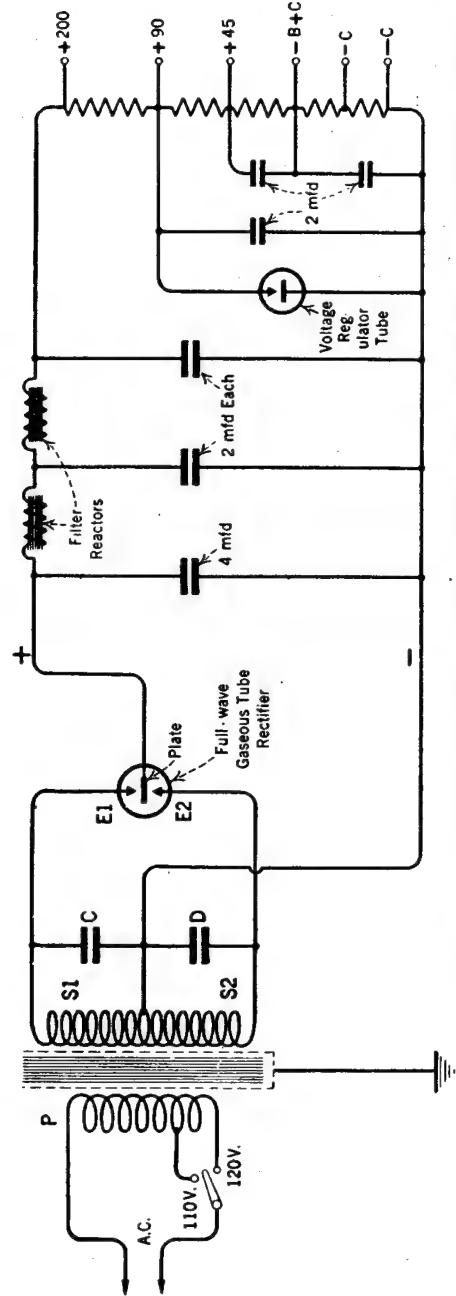 P
A.C.
110V.
120V.
S1
S2
C
D
E1
E2
Plate
Full-wave
Gaseous Tube
Rectifier
+
-
Filter
Reactors
4 mfd
2 mfd Each
Voltage
Reg-
ulator
Tube
2 mfd
+200
+90
+45
-B+C
-C
-C